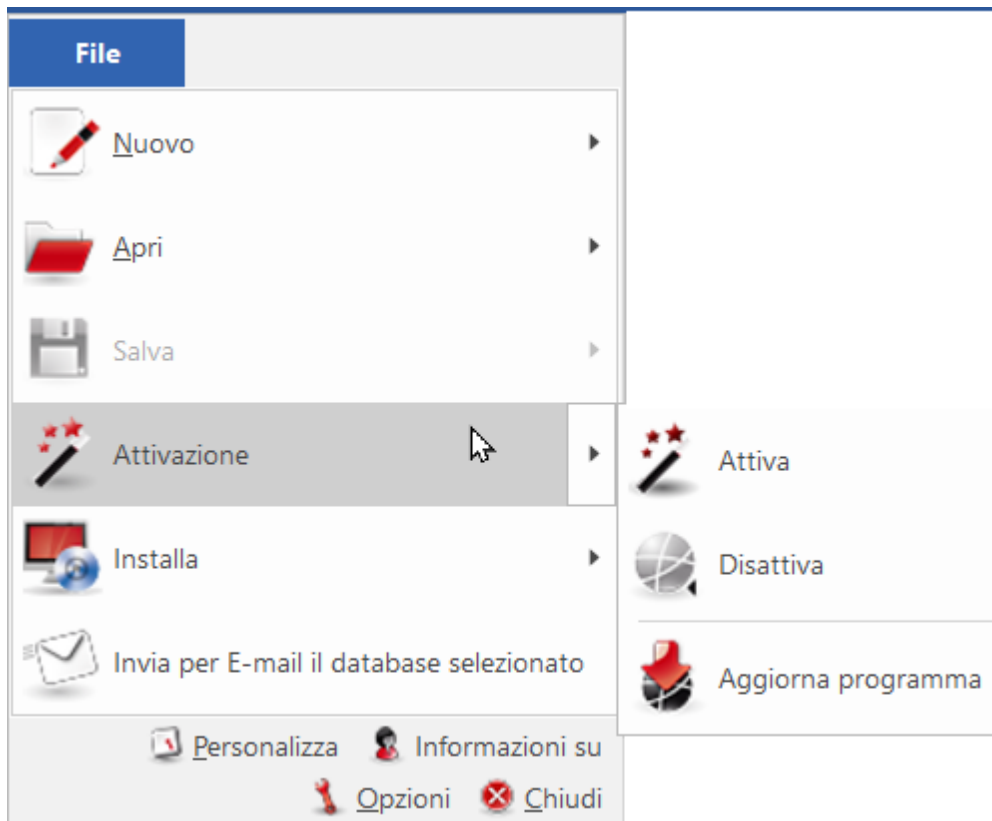 File
Nuovo
Apri
Salva
Attivazione
Attiva
Disattiva
Aggiorna programma
Installa
Invia per E-mail il database selezionato
Personalizza Informazioni su
Opzioni Chiudi